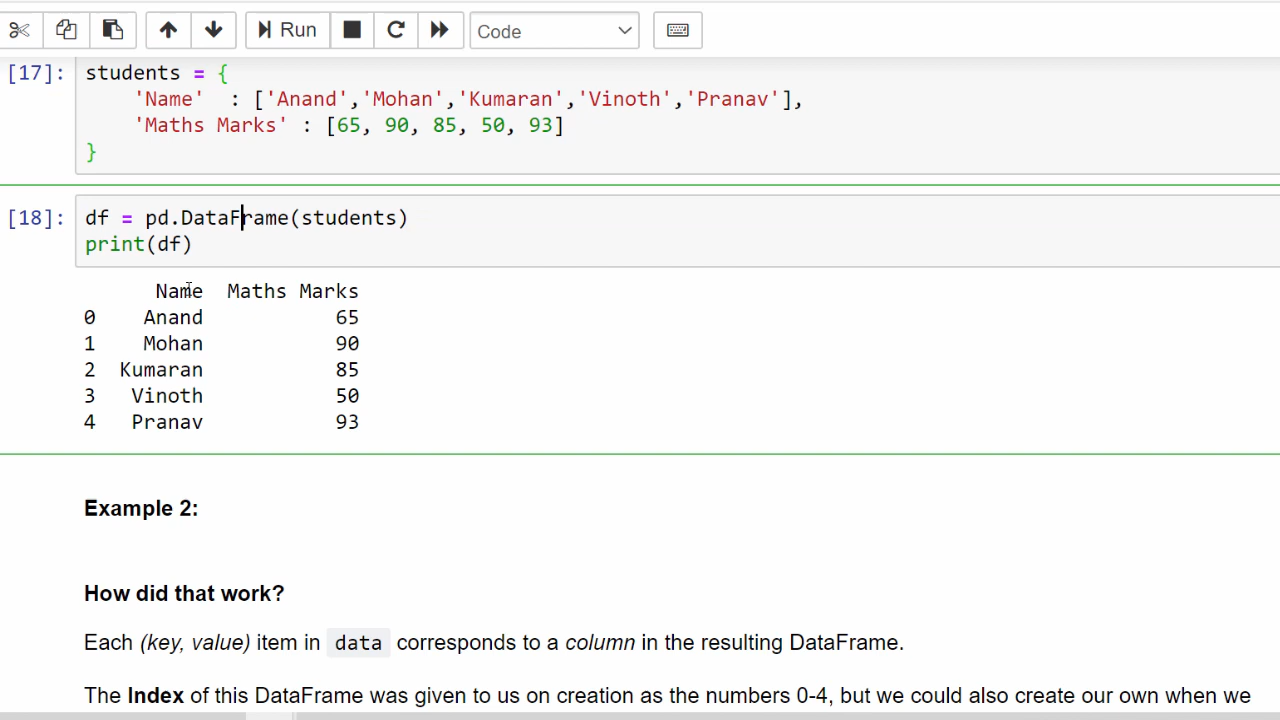 Run Code
[17]: students = {
'Name' : ['Anand','Mohan','Kumaran','Vinoth','Pranav'],
'Maths Marks' : [65, 90, 85, 50, 93]
}
[18]: df = pd.DataFrame(students)
print(df)
Name Maths Marks
0 Anand 65
1 Mohan 90
2 Kumaran 85
3 Vinoth 50
4 Pranav 93
Example 2:
How did that work?
Each (key, value) item in data corresponds to a column in the resulting DataFrame.
The Index of this DataFrame was given to us on creation as the numbers 0-4, but we could also create our own when we